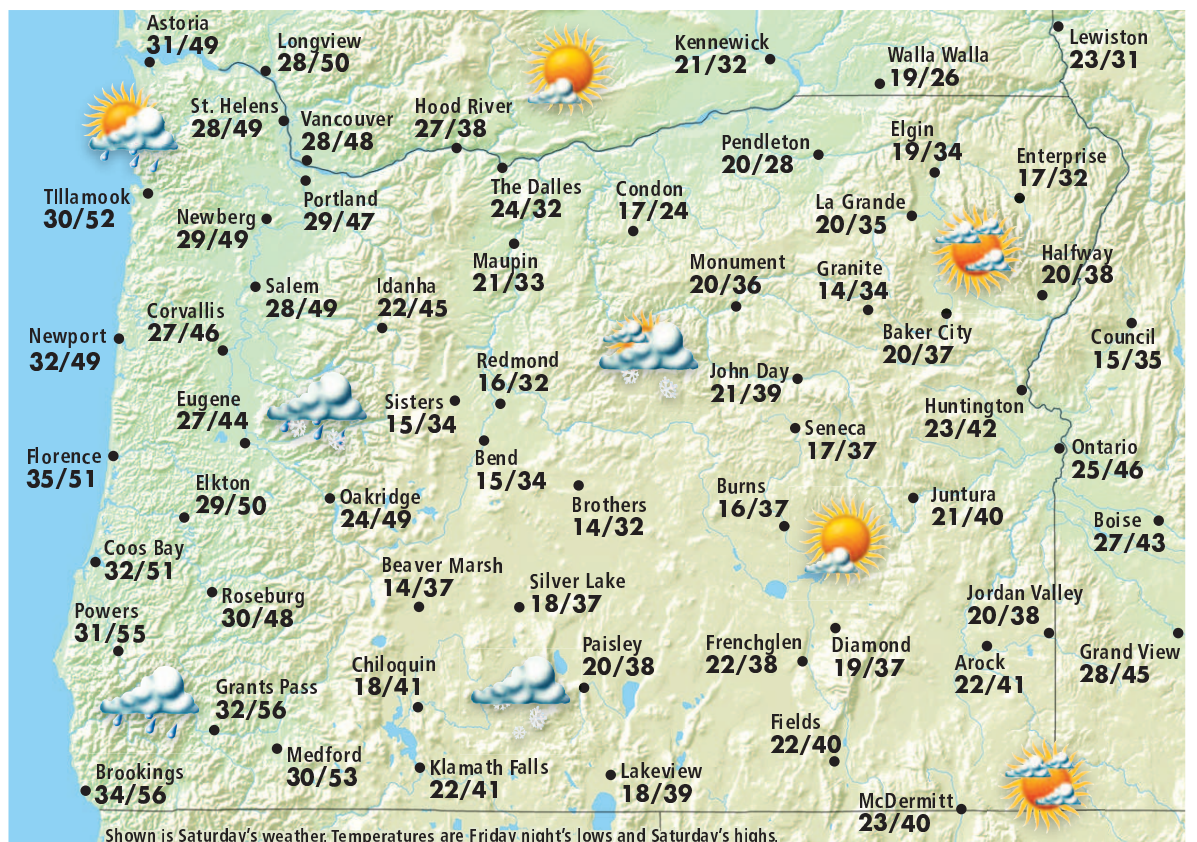 Astoria
31/49
Longview
28/50
Kennewick
21/32
Walla Walla
19/26
Lewiston
23/31
St. Helens
28/49
Vancouver
28/48
Hood River
27/38
Pendleton
20/28
Elgin
19/34
Enterprise
17/32
TIllamook
30/52
Newberg
29/49
Portland
29/47
The Dalles
24/32
Condon
17/24
La Grande
20/35
Maupin
21/33
Monument
20/36
Granite
14/34
Halfway
20/38
Salem
28/49
Idanha
22/45
Corvallis
27/46
Newport
32/49
Baker City
20/37
Council
15/35
Redmond
16/32
John Day
21/39
Eugene
27/44
Sisters
15/34
Huntington
23/42
Seneca
17/37
Florence
35/51
Bend
15/34
Ontario
25/46
Elkton
29/50
Oakridge
24/49
Brothers
14/32
Burns
16/37
Juntura
21/40
Boise
27/43
Coos Bay
32/51
Beaver Marsh
14/37
Silver Lake
18/37
Jordan Valley
20/38
Roseburg
30/48
Powers
31/55
Paisley
20/38
Frenchglen
22/38
Diamond
19/37
Arock
22/41
Grand View
28/45
Chiloquin
18/41
Grants Pass
32/56
Fields
22/40
Medford
30/53
Klamath Falls
22/41
Lakeview
18/39
Brookings
34/56
McDermitt
23/40
Shown is Saturday's weather. Temperatures are Friday night's lows and Saturday's highs.